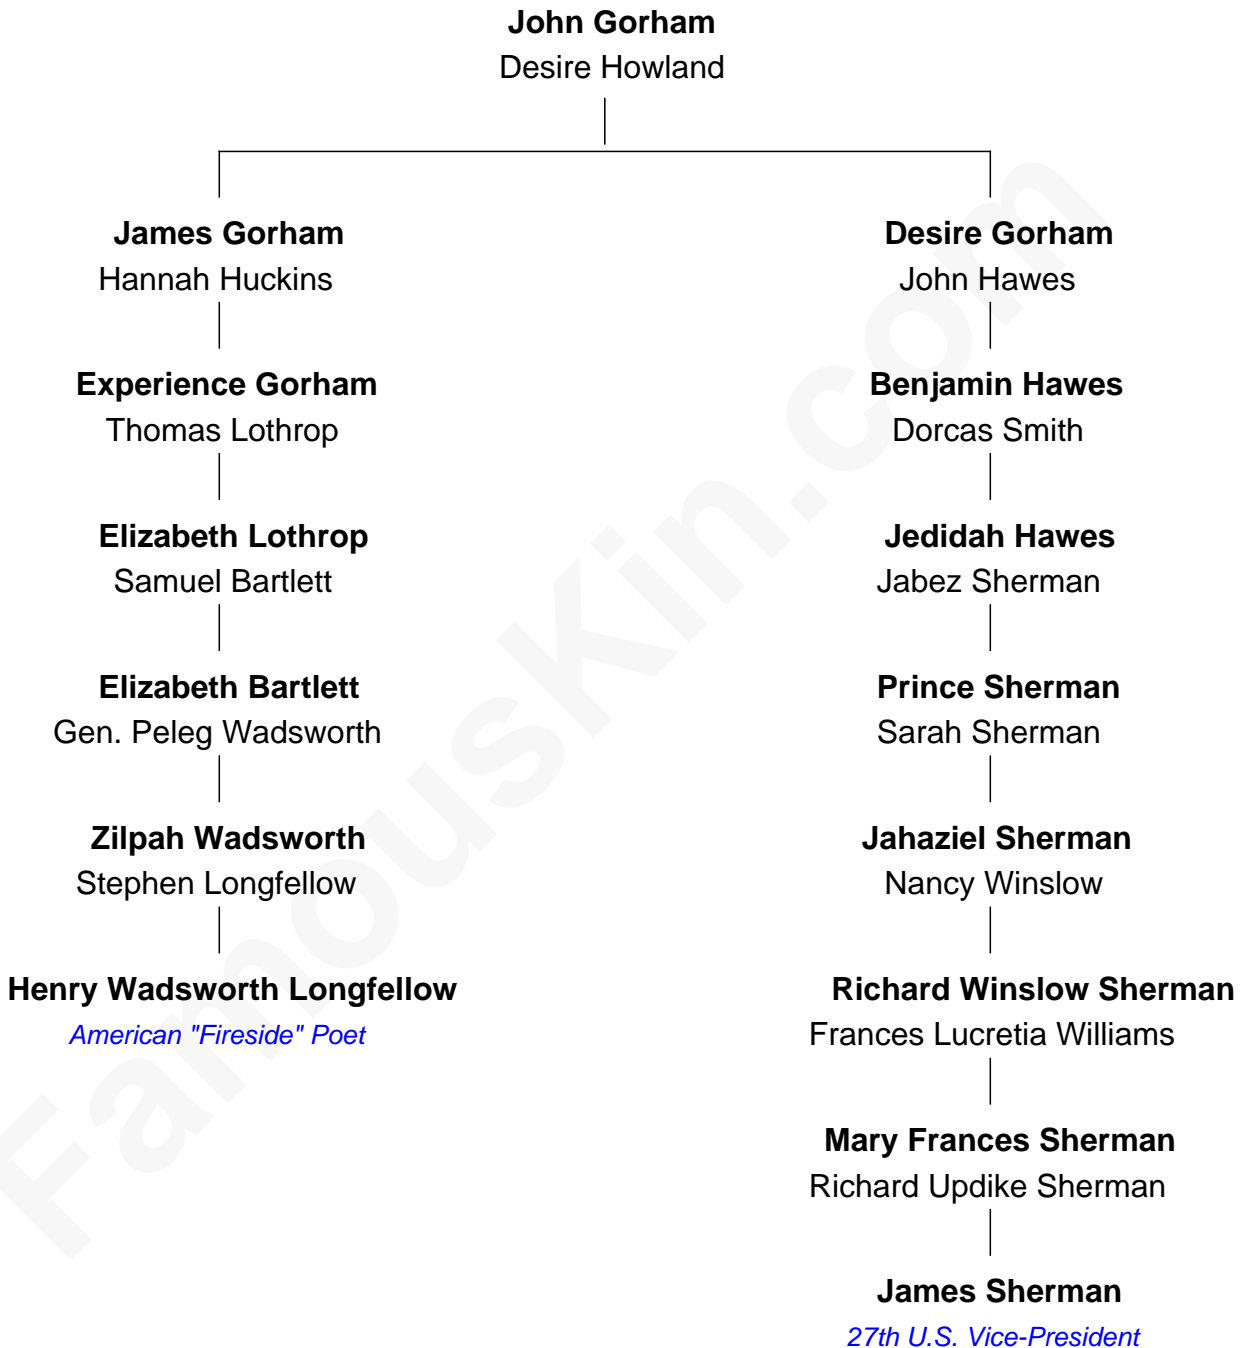 John Gorham
Desire Howland
James Gorham
Hannah Huckins
Experience Gorham
Thomas Lothrop
Elizabeth Lothrop
Samuel Bartlett
Elizabeth Bartlett
Gen. Peleg Wadsworth
Zilpah Wadsworth
Stephen Longfellow
Henry Wadsworth Longfellow
American "Fireside" Poet
Desire Gorham
John Hawes
Benjamin Hawes
Dorcas Smith
Jedidah Hawes
Jabez Sherman
Prince Sherman
Sarah Sherman
Jahaziel Sherman
Nancy Winslow
Richard Winslow Sherman
Frances Lucretia Williams
Mary Frances Sherman
Richard Updike Sherman
James Sherman
27th U.S. Vice-President
FamousKin.com